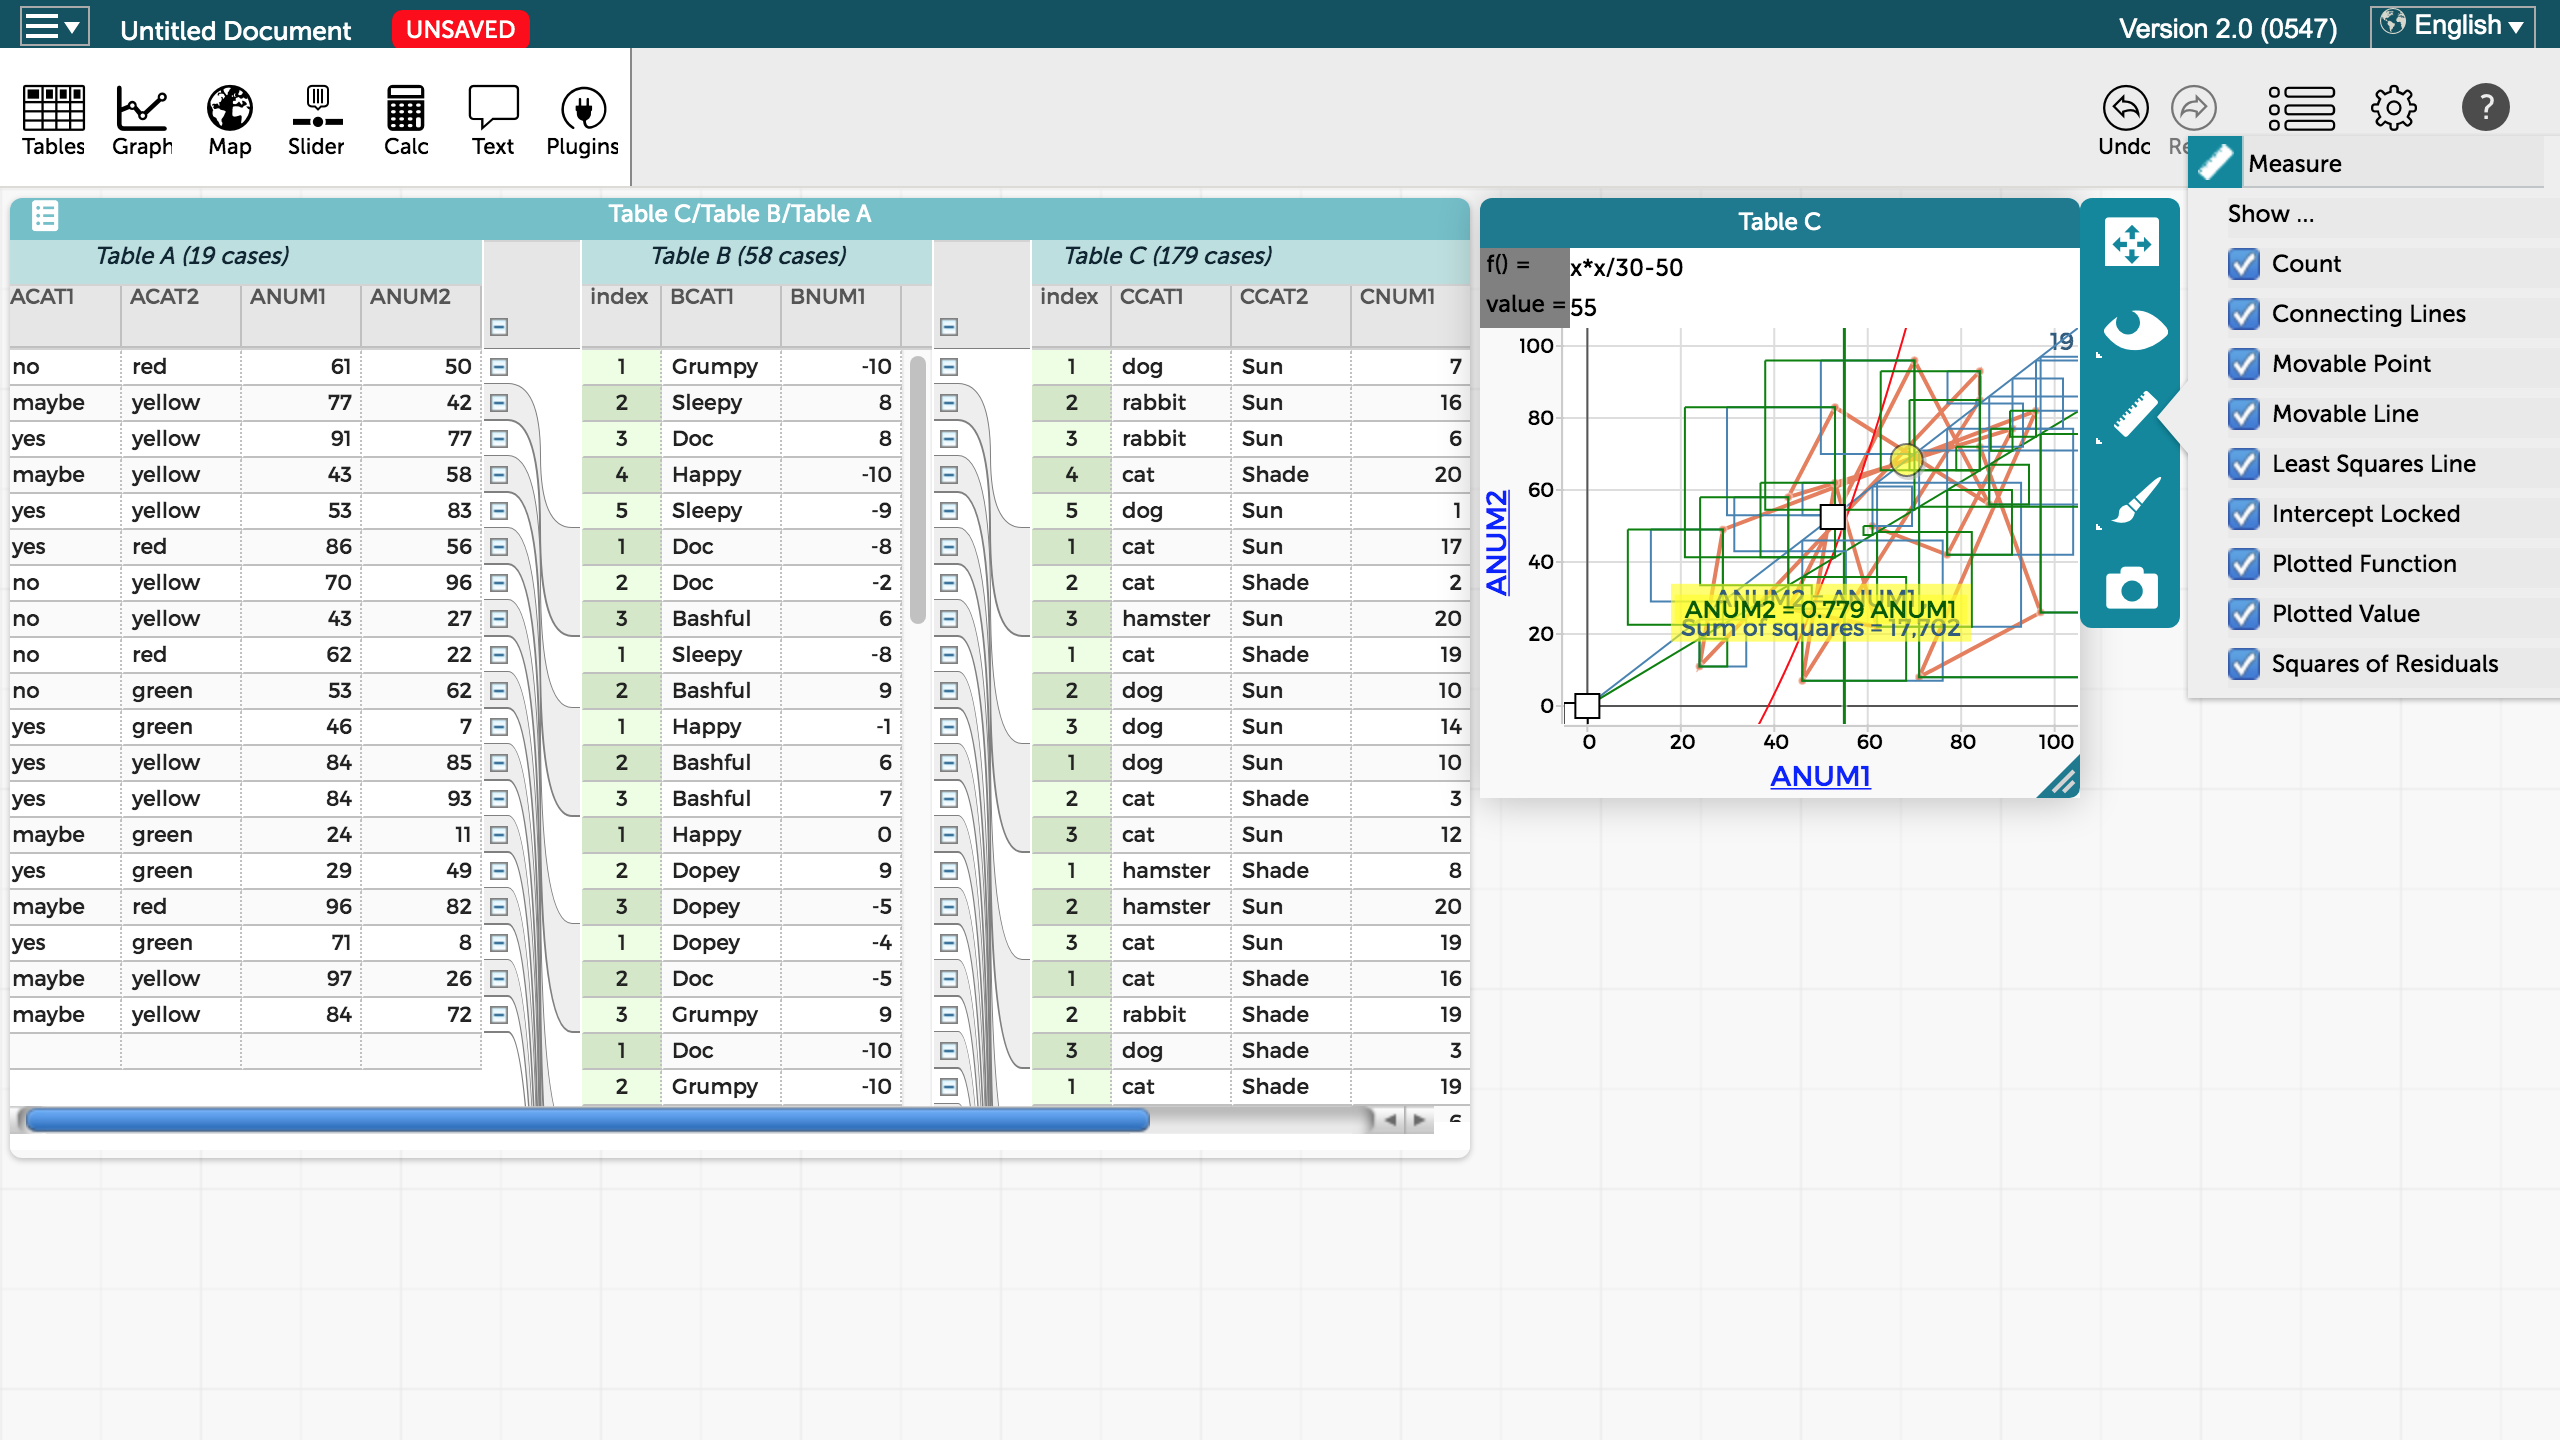 Untitled Document UNSAVED Version 2.0 (0547) English
Tables Graph Map Slider Calc Text Plugins Undo
Measure
Show ...
Count
Connecting Lines
Movable Point
Movable Line
Least Squares Line
Intercept Locked
Plotted Function
Plotted Value
Squares of Residuals
Table C/Table B/Table A
Table A (19 cases) Table B (58 cases) Table C (179 cases)
ACAT1 ACAT2 ANUM1 ANUM2 index BCAT1 BNUM1 index CCAT1 CCAT2 CNUM1
no red 61 50 1 Grumpy -10 1 dog Sun 7
maybe yellow 77 42 2 Sleepy 8 2 rabbit Sun 16
yes yellow 91 77 3 Doc 8 3 rabbit Sun 6
maybe yellow 43 58 4 Happy -10 4 cat Shade 20
yes yellow 53 83 5 Sleepy -9 5 dog Sun 1
yes red 86 56 1 Doc -8 1 cat Sun 17
no yellow 70 96 2 Doc -2 2 cat Shade 2
no yellow 43 27 3 Bashful 6 3 hamster Sun 20
no red 62 22 1 Sleepy -8 1 cat Shade 19
no green 53 62 2 Bashful 9 2 dog Sun 10
yes green 46 7 1 Happy -1 3 dog Sun 14
yes yellow 84 85 2 Bashful 6 1 dog Sun 10
yes yellow 84 93 3 Bashful 7 2 cat Shade 3
maybe green 24 11 1 Happy 0 3 cat Sun 12
yes green 29 49 2 Dopey 9 1 hamster Shade 8
maybe red 96 82 3 Dopey -5 2 hamster Sun 20
yes green 71 8 1 Dopey -4 3 cat Sun 19
maybe yellow 97 26 2 Doc -5 1 cat Shade 16
maybe yellow 84 72 3 Grumpy 9 2 rabbit Shade 19
1 Doc -10 3 dog Shade 3
2 Grumpy -10 1 cat Shade 19
Table C
f() = x*x/30-50
value = 55
19
100
80
60
40
20
0
ANUM2
ANUM2 = ANUM1
ANUM2 = 0.779 ANUM1
Sum of squares = 17,702
0 20 40 60 80 100
ANUM1